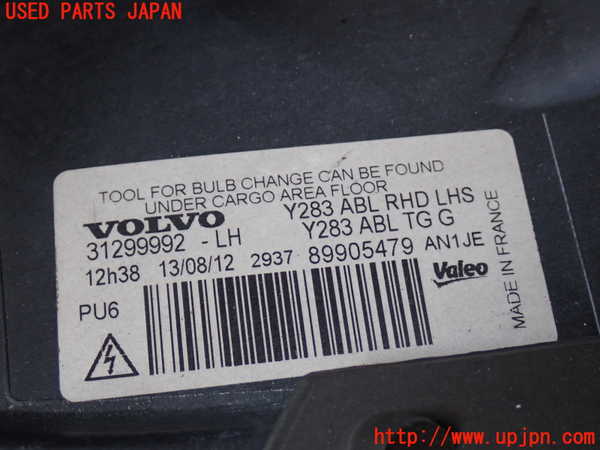 USED PARTS JAPAN
TOOL FOR BULB CHANGE CAN BE FOUND
UNDER CARGO AREA FLOOR
VOLVO Y283 ABL RHD LHS
31299992 - LH Y283 ABL TG G
12h38 13/08/12 2937 89905479 AN1JE
PU6
Valeo
MADE IN FRANCE
http://www.upjpn.com/